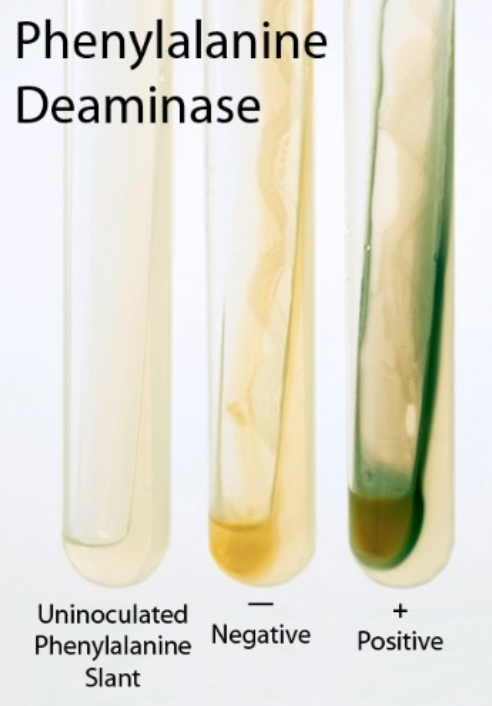 Phenylalanine
Deaminase
Uninoculated
Phenylalanine
Slant
—
Negative
+
Positive